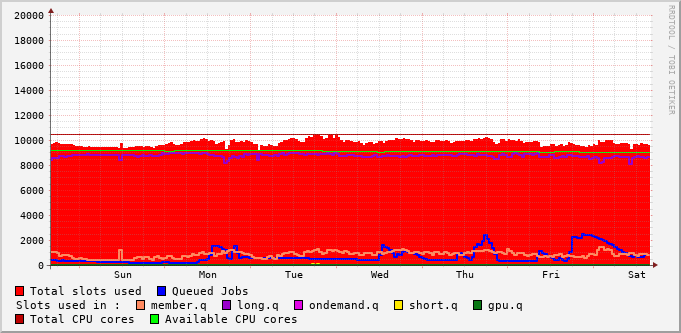 20000
18000
16000
14000
12000
10000
8000
6000
4000
2000
0
Sun Mon Tue Wed Thu Fri Sat
RRDTOOL / TOBI OETIKER
Total slots used Queued Jobs
Slots used in : member.q long.q ondemand.q short.q gpu.q
Total CPU cores Available CPU cores